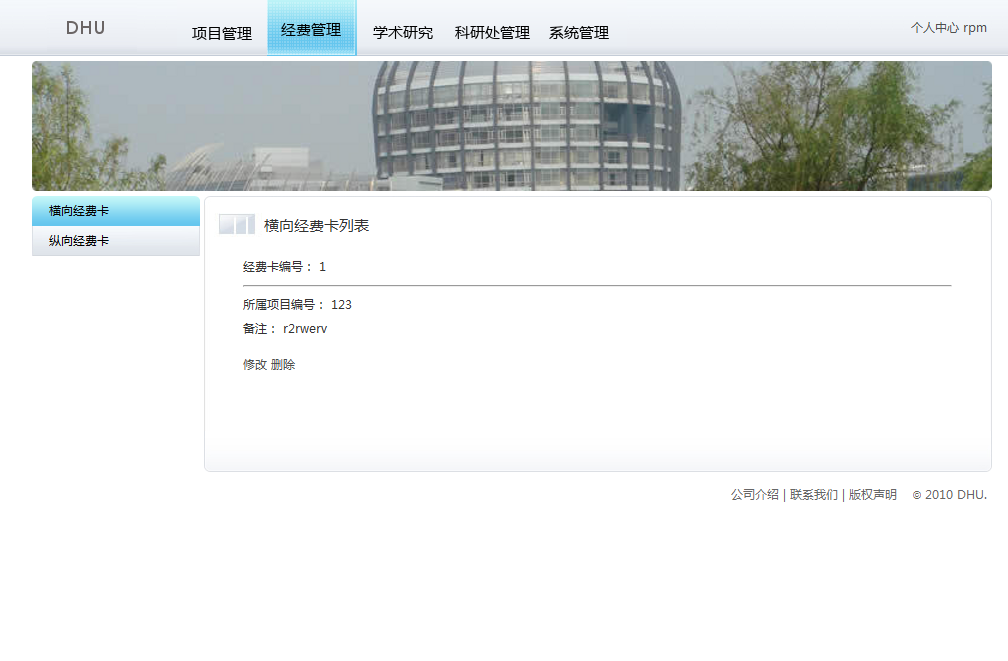 DHU
项目管理 经费管理 学术研究 科研处管理 系统管理
个人中心 rpm
横向经费卡
纵向经费卡
横向经费卡列表
经费卡编号： 1
所属项目编号： 123
备注： r2rwerv
修改 删除
公司介绍 | 联系我们 | 版权声明 © 2010 DHU.